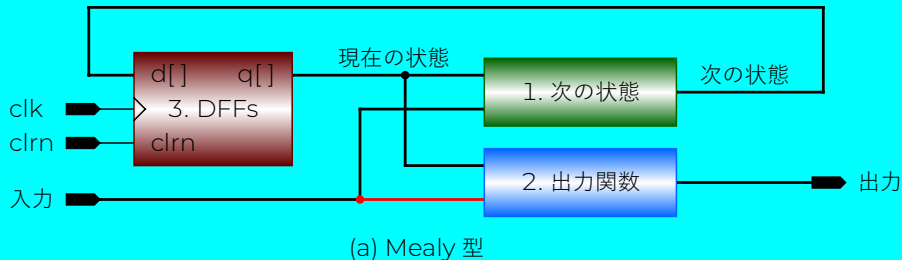 現在の状態
次の状態
d[] q[]
1. 次の状態
clk
3. DFFs
clrn
clrn
入力
2. 出力関数
出力
(a) Mealy 型